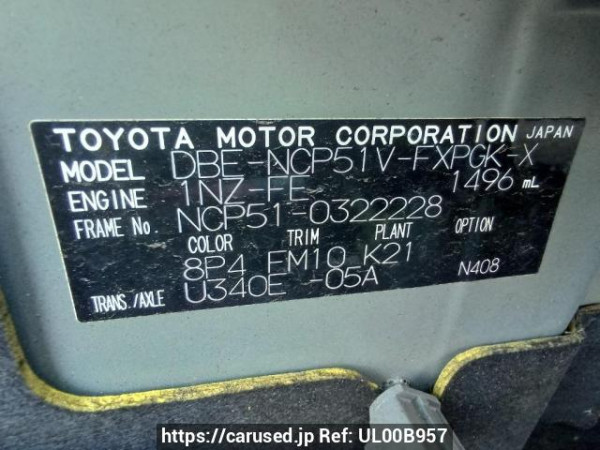 TOYOTA MOTOR CORPORATION JAPAN
MODEL DBE-NCP51V-FXPGK-X
ENGINE 1NZ-FE 1496 mL
FRAME No. NCP51-0322228
COLOR TRIM PLANT OPTION
8P4 FM10 K21
TRANS./AXLE U340E -05A N408
https://carused.jp Ref: UL00B957